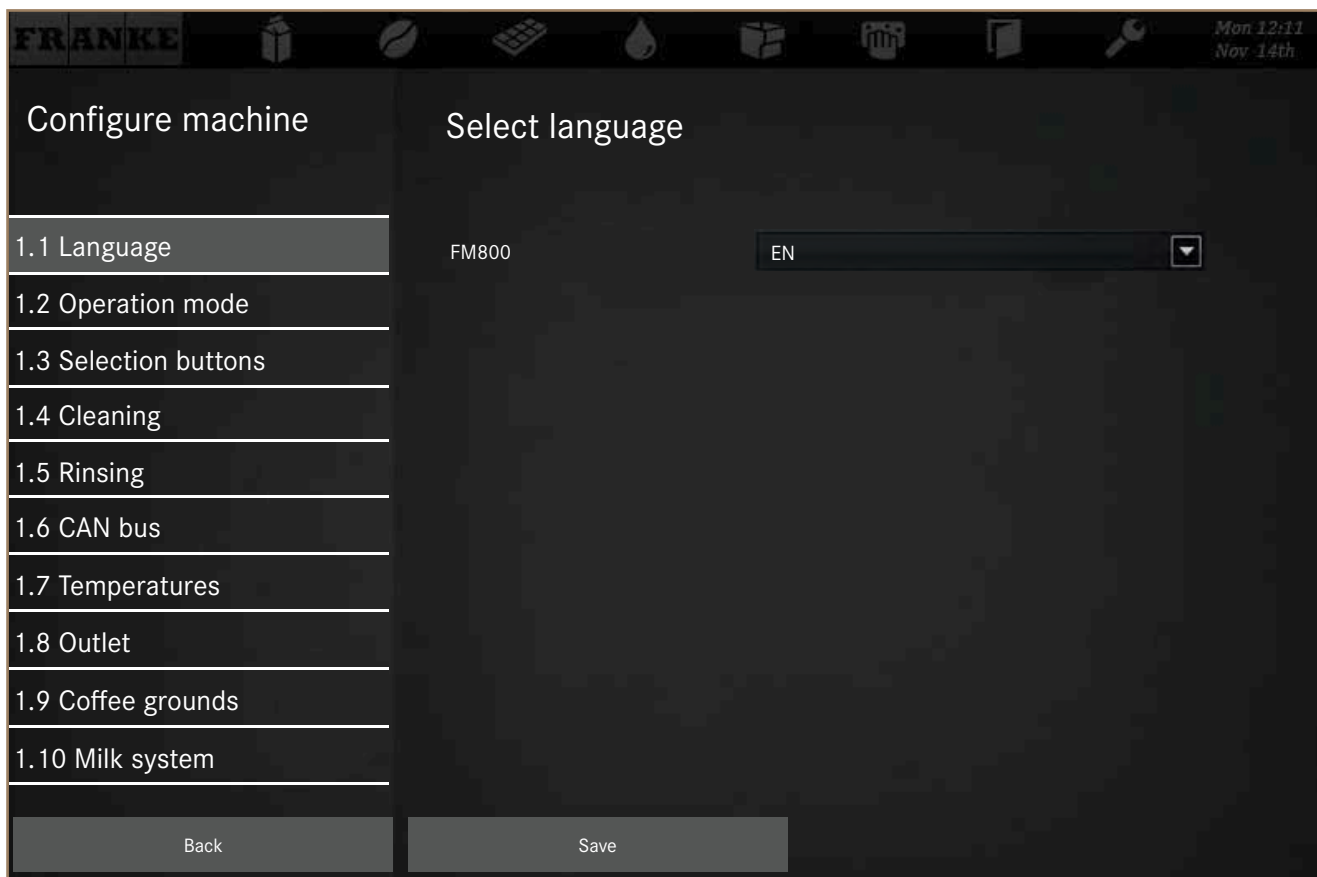 FRANKE
Mon 12:11
Nov 14th
Configure machine
Select language
1.1 Language
FM800
EN
1.2 Operation mode
1.3 Selection buttons
1.4 Cleaning
1.5 Rinsing
1.6 CAN bus
1.7 Temperatures
1.8 Outlet
1.9 Coffee grounds
1.10 Milk system
Back
Save